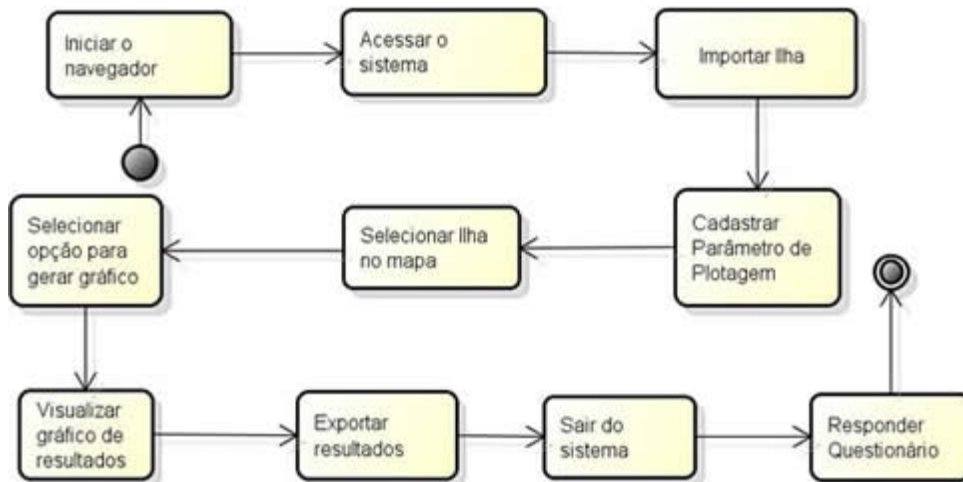 Iniciar o
navegador
Acessar o
sistema
Importar Ilha
Cadastrar
Parâmetro de
Plotagem
Selecionar Ilha
no mapa
Selecionar
opção para
gerar gráfico
Visualizar
gráfico de
resultados
Exportar
resultados
Sair do
sistema
Responder
Questionário